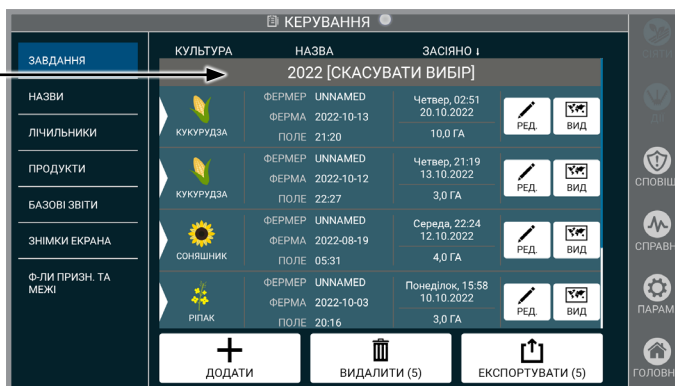 КЕРУВАННЯ
ЗАВДАННЯ
НАЗВИ
ЛІЧИЛЬНИКИ
ПРОДУКТИ
БАЗОВІ ЗВІТИ
ЗНІМКИ ЕКРАНА
Ф-ЛИ ПРИЗН. ТА
МЕЖІ
КУЛЬТУРА НАЗВА ЗАСІЯНО ↓
2022 [СКАСУВАТИ ВИБІР]
КУКУРУДЗА
ФЕРМЕР UNNAMED
ФЕРМА 2022-10-13
ПОЛЕ 21:20
Четвер, 02:51
20.10.2022
10,0 ГА
РЕД. ВИД
КУКУРУДЗА
ФЕРМЕР UNNAMED
ФЕРМА 2022-10-12
ПОЛЕ 22:27
Четвер, 21:19
13.10.2022
3,0 ГА
РЕД. ВИД
СОНЯШНИК
ФЕРМЕР UNNAMED
ФЕРМА 2022-08-19
ПОЛЕ 05:31
Середа, 22:24
12.10.2022
4,0 ГА
РЕД. ВИД
РІПАК
ФЕРМЕР UNNAMED
ФЕРМА 2022-10-03
ПОЛЕ 20:16
Понеділок, 15:58
10.10.2022
3,0 ГА
РЕД. ВИД
ДОДАТИ ВИДАЛИТИ (5) ЕКСПОРТУВАТИ (5)
СІЯТИ
СПОВІЩ
СПРАВН
ПАРАМ
ГОЛОВН